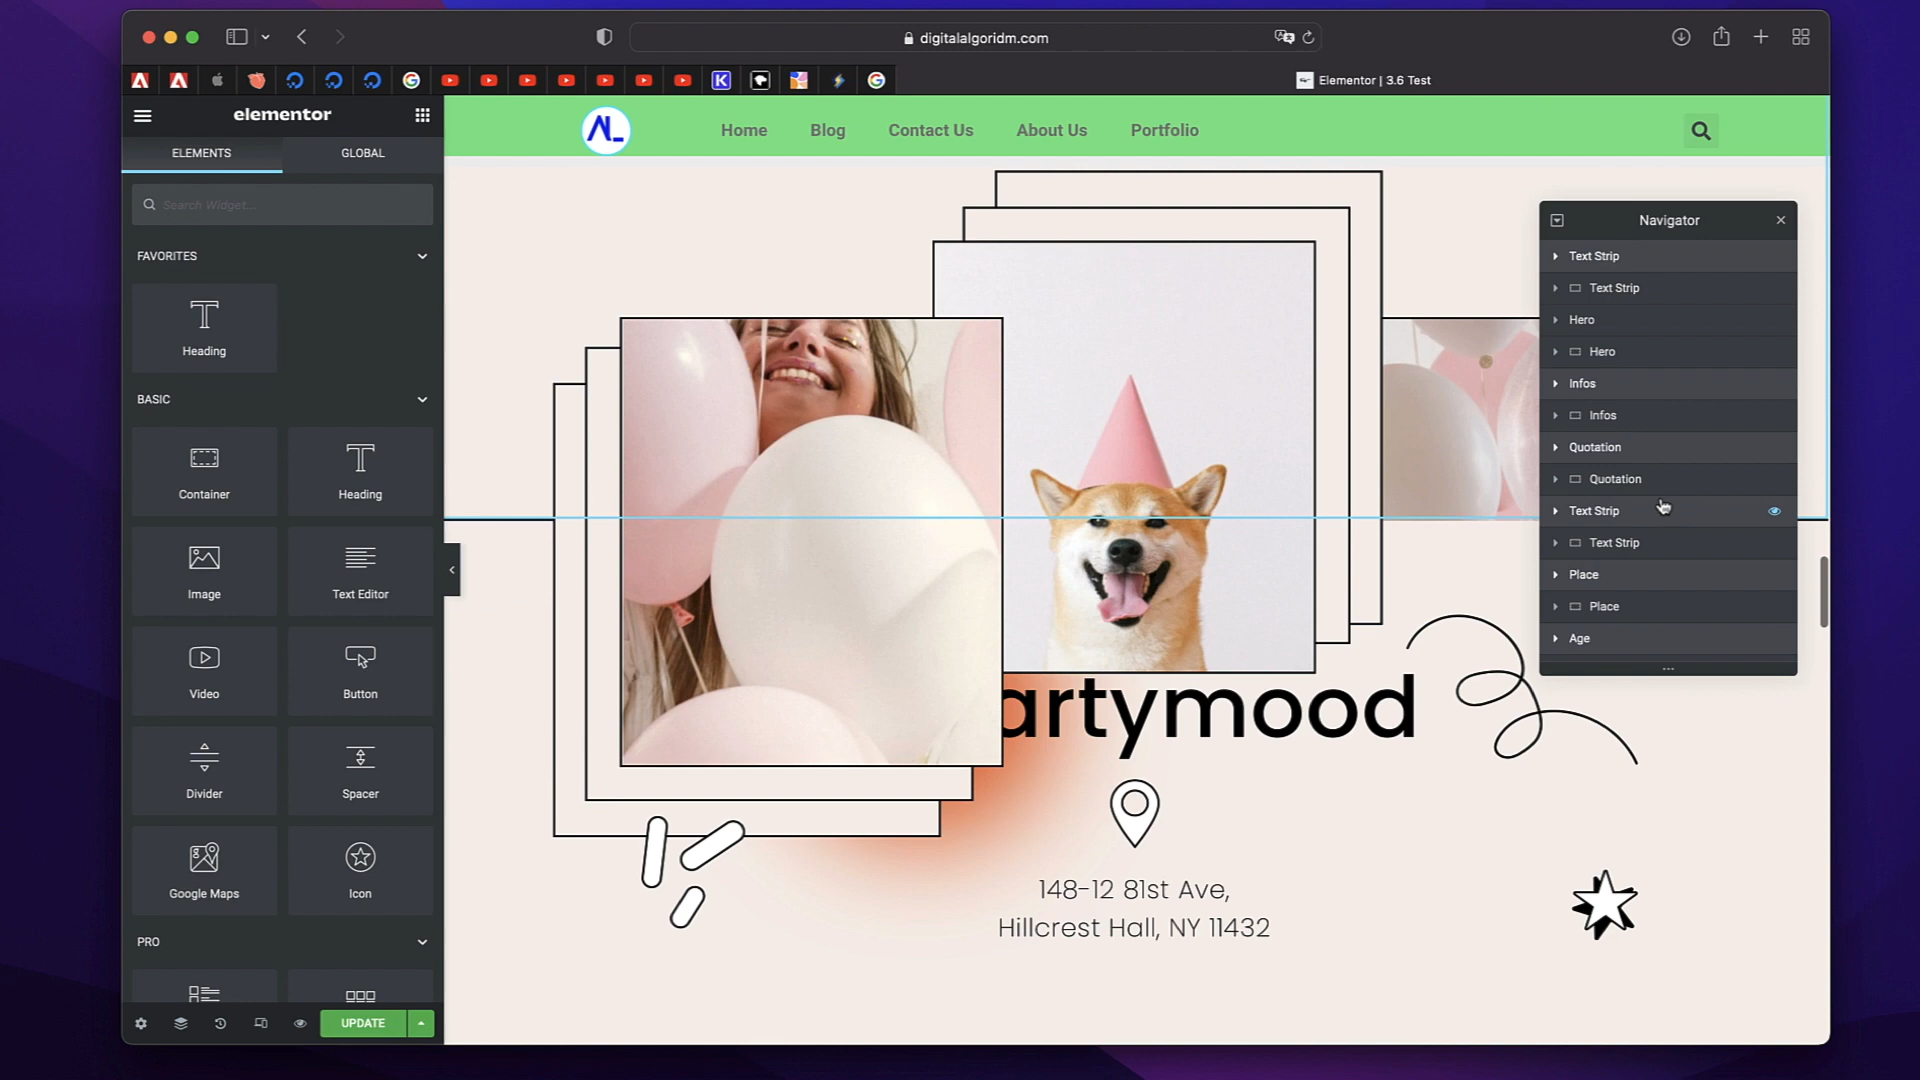 digitalalgoridm.com
Elementor | 3.6 Test
elementor
ELEMENTS
GLOBAL
Search Widget...
FAVORITES
Heading
BASIC
Container
Heading
Image
Text Editor
Video
Button
Divider
Spacer
Google Maps
Icon
PRO
UPDATE
AL_
Home
Blog
Contact Us
About Us
Portfolio
Navigator
Text Strip
Text Strip
Hero
Hero
Infos
Infos
Quotation
Quotation
Text Strip
Text Strip
Place
Place
Age
artymood
148-12 81st Ave,
Hillcrest Hall, NY 11432